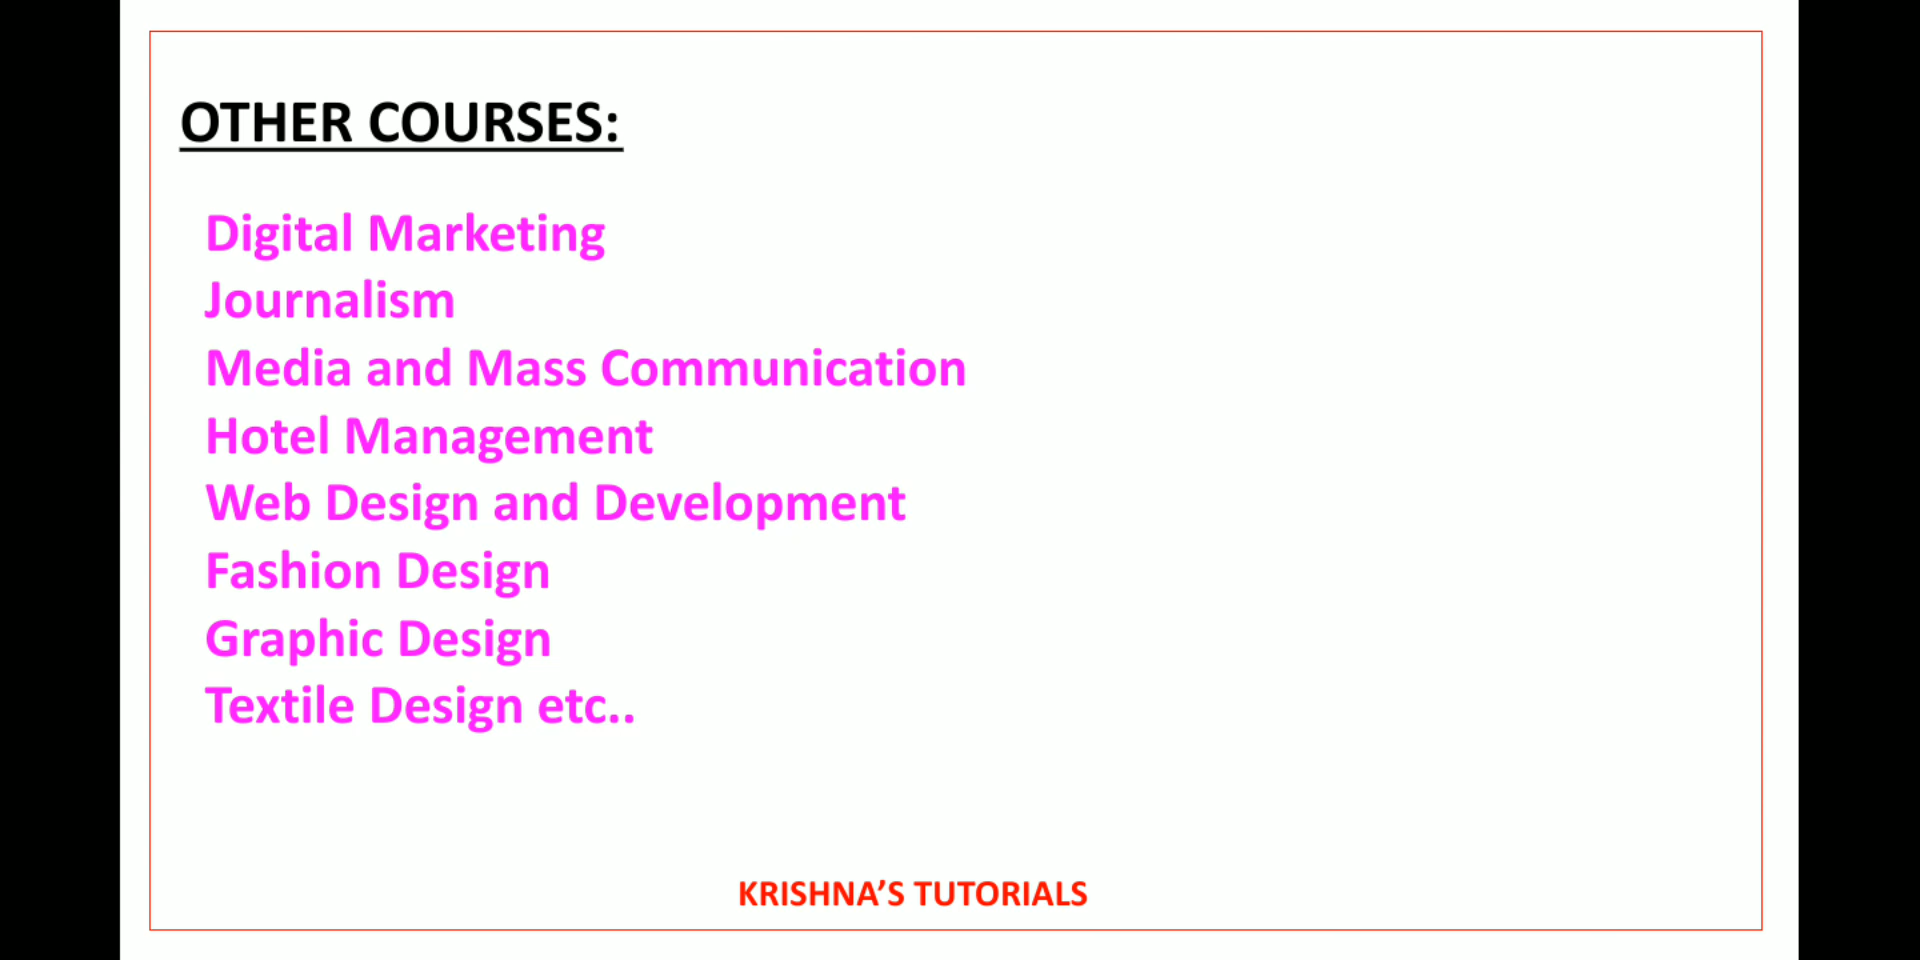 OTHER COURSES:
Digital Marketing
Journalism
Media and Mass Communication
Hotel Management
Web Design and Development
Fashion Design
Graphic Design
Textile Design etc..
KRISHNA’S TUTORIALS